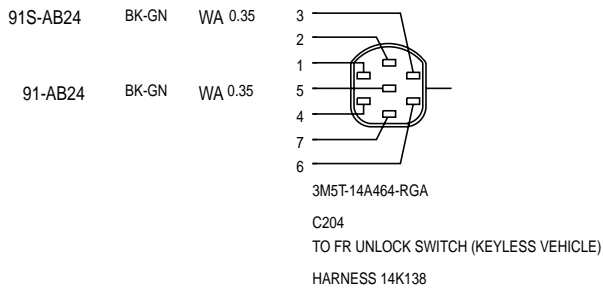 91S-AB24 BK-GN WA 0.35 3
2
1
91-AB24 BK-GN WA 0.35 5
4
7
6
3M5T-14A464-RGA
C204
TO FR UNLOCK SWITCH (KEYLESS VEHICLE)
HARNESS 14K138